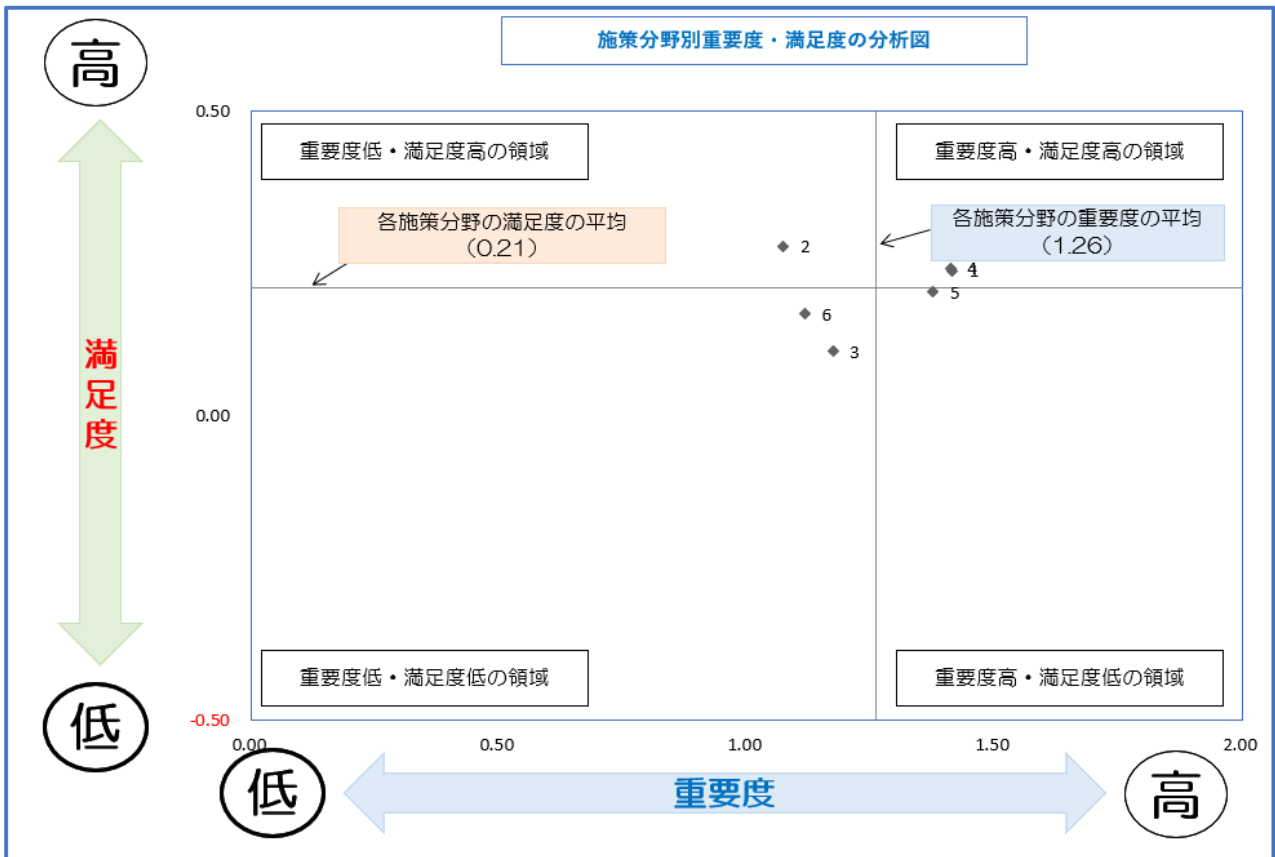 施策分野別重要度・満足度の分析図
高
0.50
重要度低・満足度高の領域
重要度高・満足度高の領域
各施策分野の満足度の平均
（0.21）
各施策分野の重要度の平均
（1.26）
2
4
5
6
3
満足度
0.00
重要度低・満足度低の領域
重要度高・満足度低の領域
低
-0.50
0.00
0.50
1.00
1.50
2.00
低
重要度
高